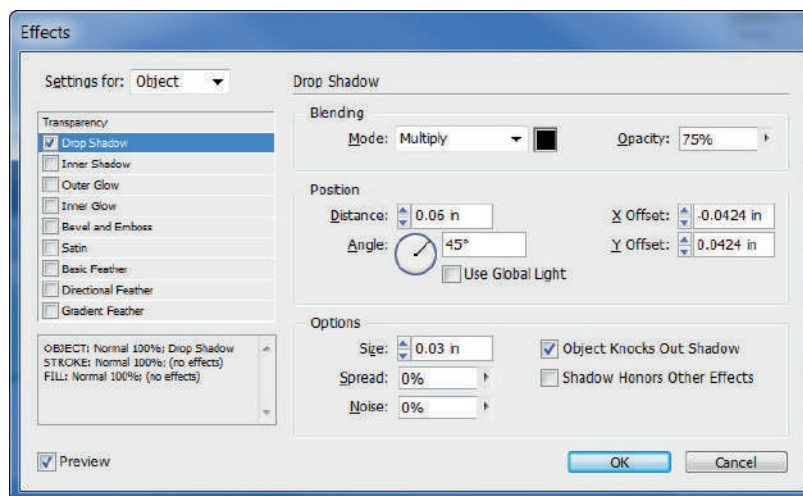 Effects
Settings for: Object
Transparency
Drop Shadow
Inner Shadow
Outer Glow
Inner Glow
Bevel and Emboss
Satin
Basic Feather
Directional Feather
Gradient Feather
OBJECT: Normal 100%; Drop Shadow
STROKE: Normal 100%; (no effects)
FILL: Normal 100%; (no effects)
Preview
Drop Shadow
Blending
Mode: Multiply Opacity: 75%
Position
Distance: 0.06 in X Offset: -0.0424 in
Angle: 45° Y Offset: 0.0424 in
Use Global Light
Options
Size: 0.03 in Object Knocks Out Shadow
Spread: 0% Shadow Honors Other Effects
Noise: 0%
OK Cancel